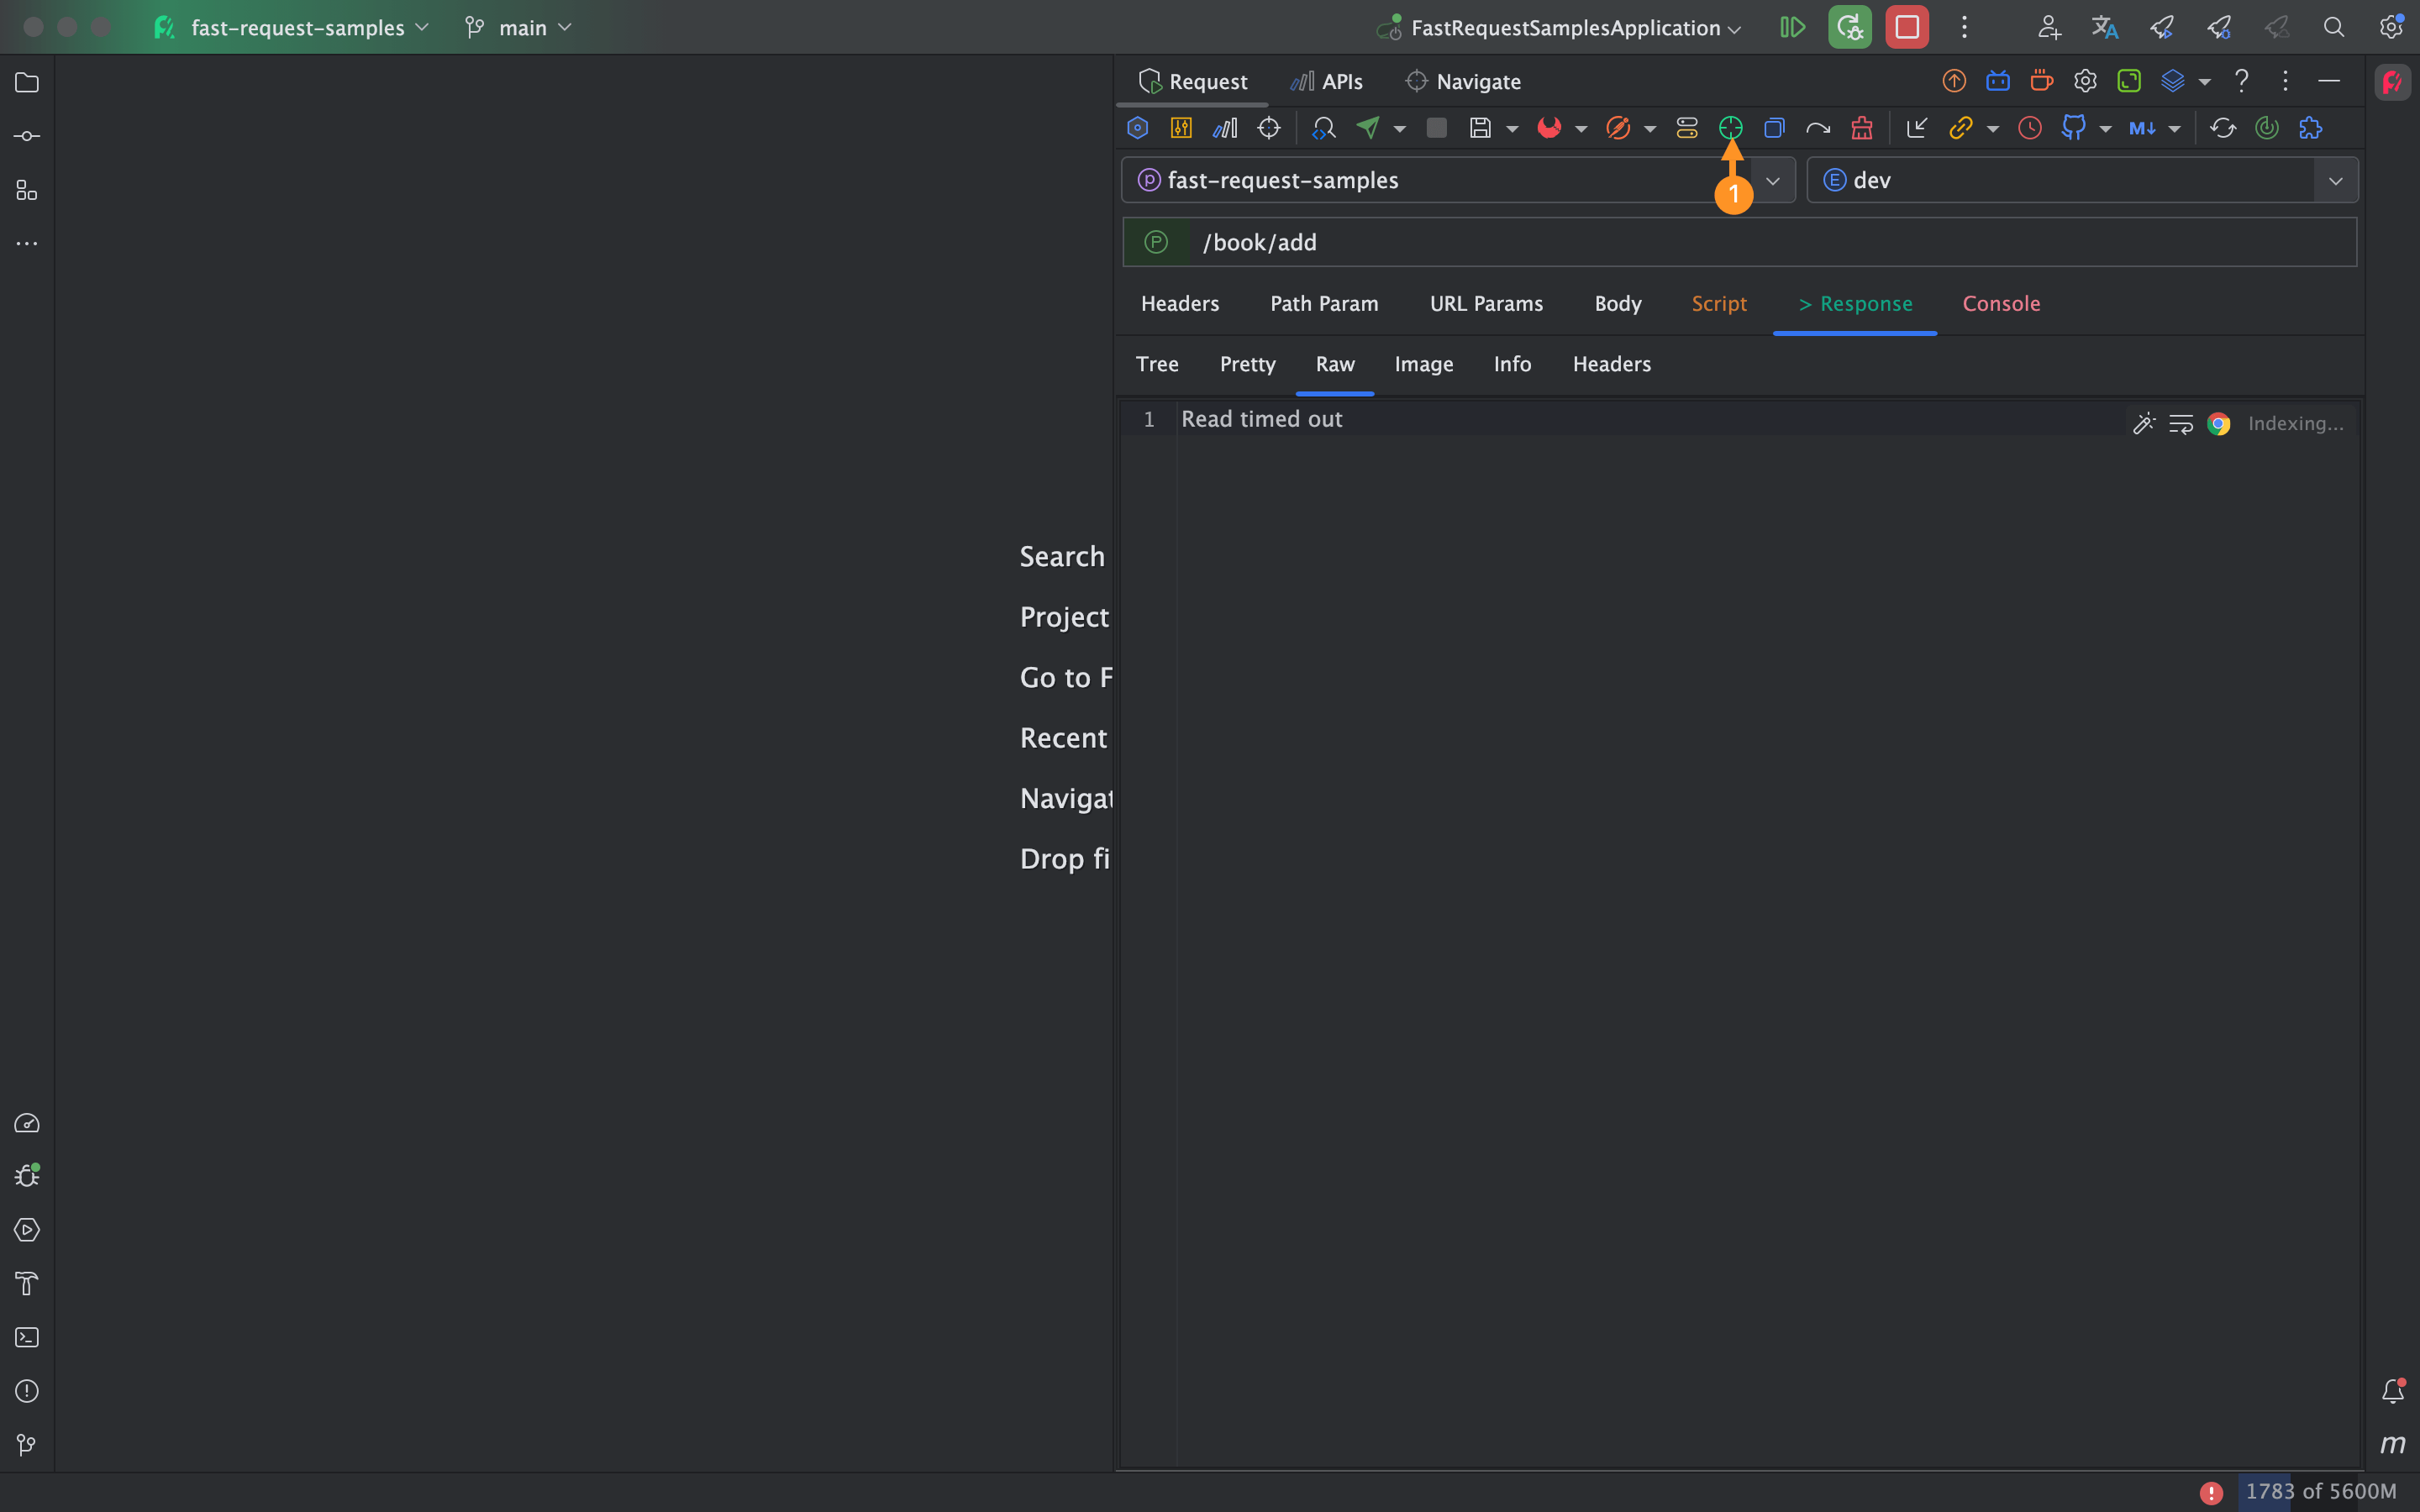 fast-request-samples main FastRequestSamplesApplication
Request APIs Navigate
M↓
fast-request-samples dev
1
/book/add
Headers Path Param URL Params Body Script > Response Console
Tree Pretty Raw Image Info Headers
1 Read timed out Indexing...
Search
Project
Go to F
Recent
Navigat
Drop fi
m
1783 of 5600M